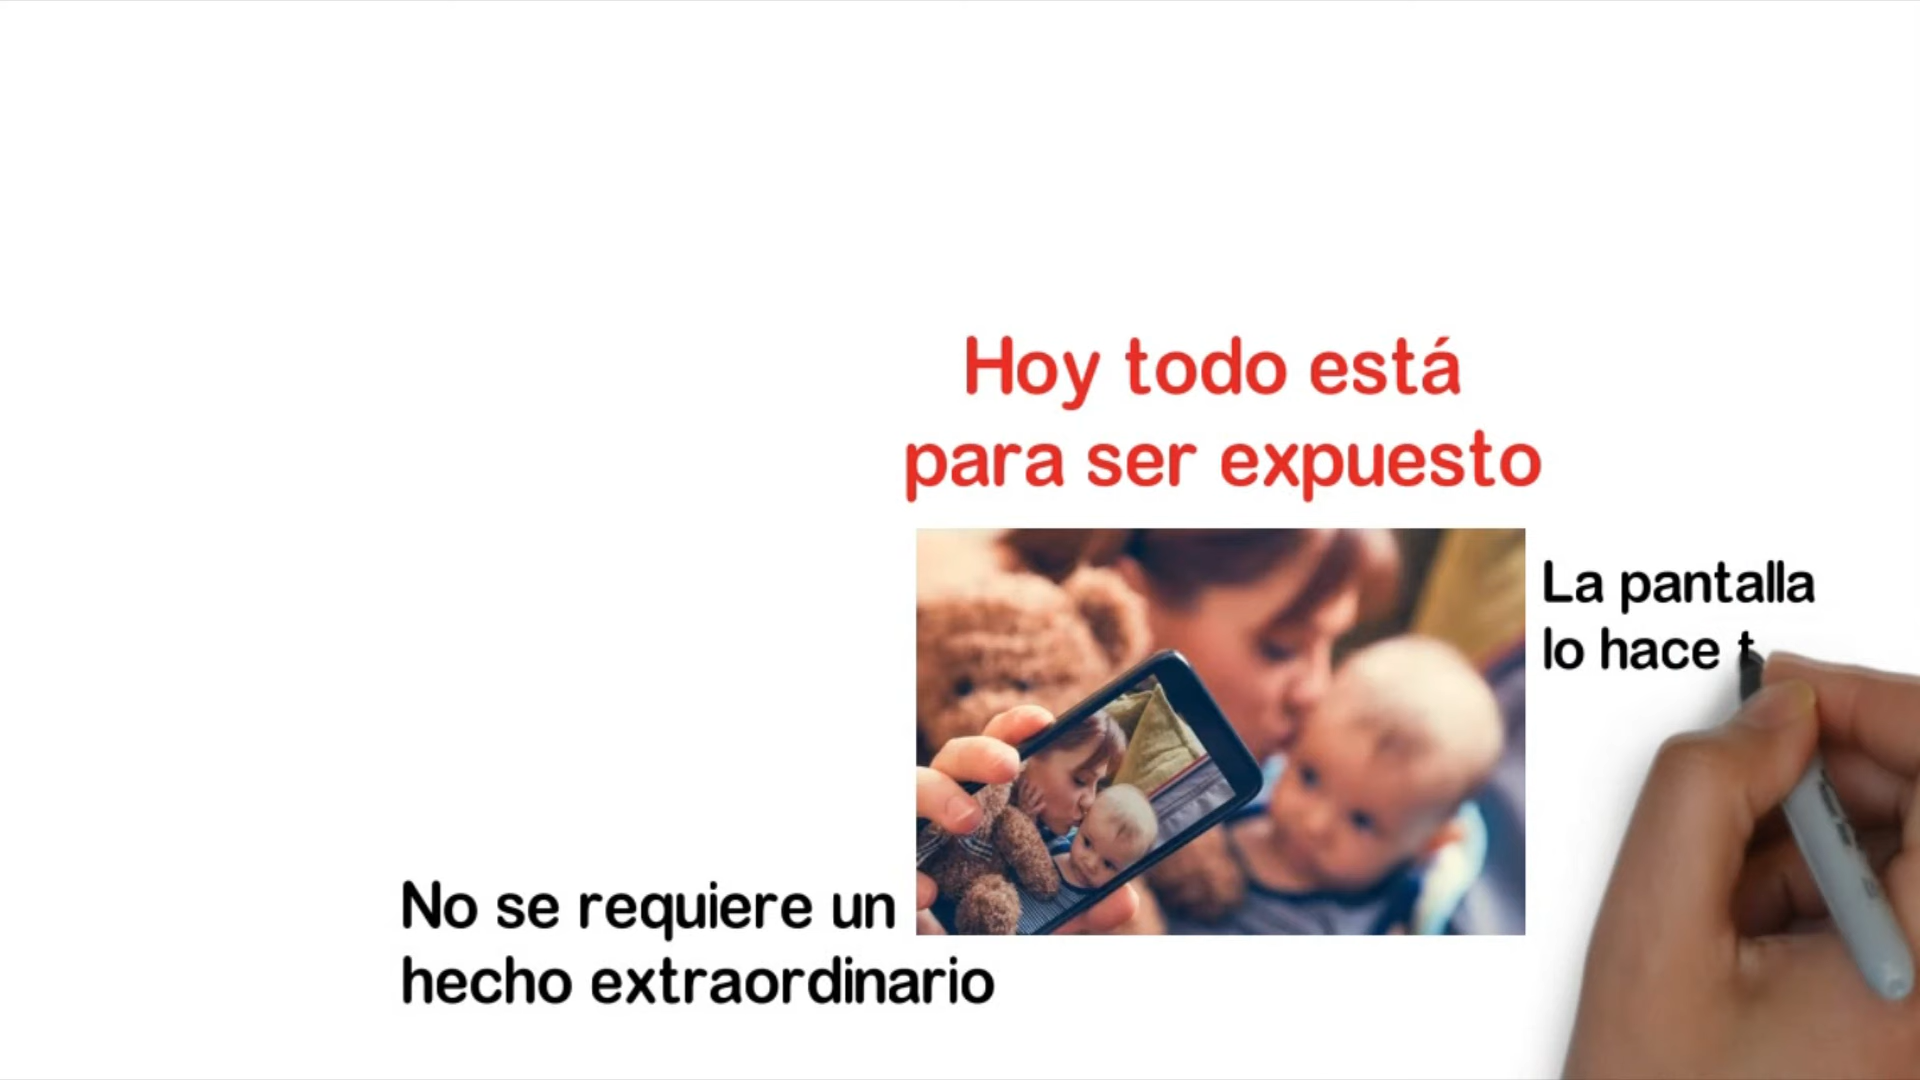 Hoy todo está
para ser expuesto
La pantalla
lo hace t
No se requiere un
hecho extraordinario